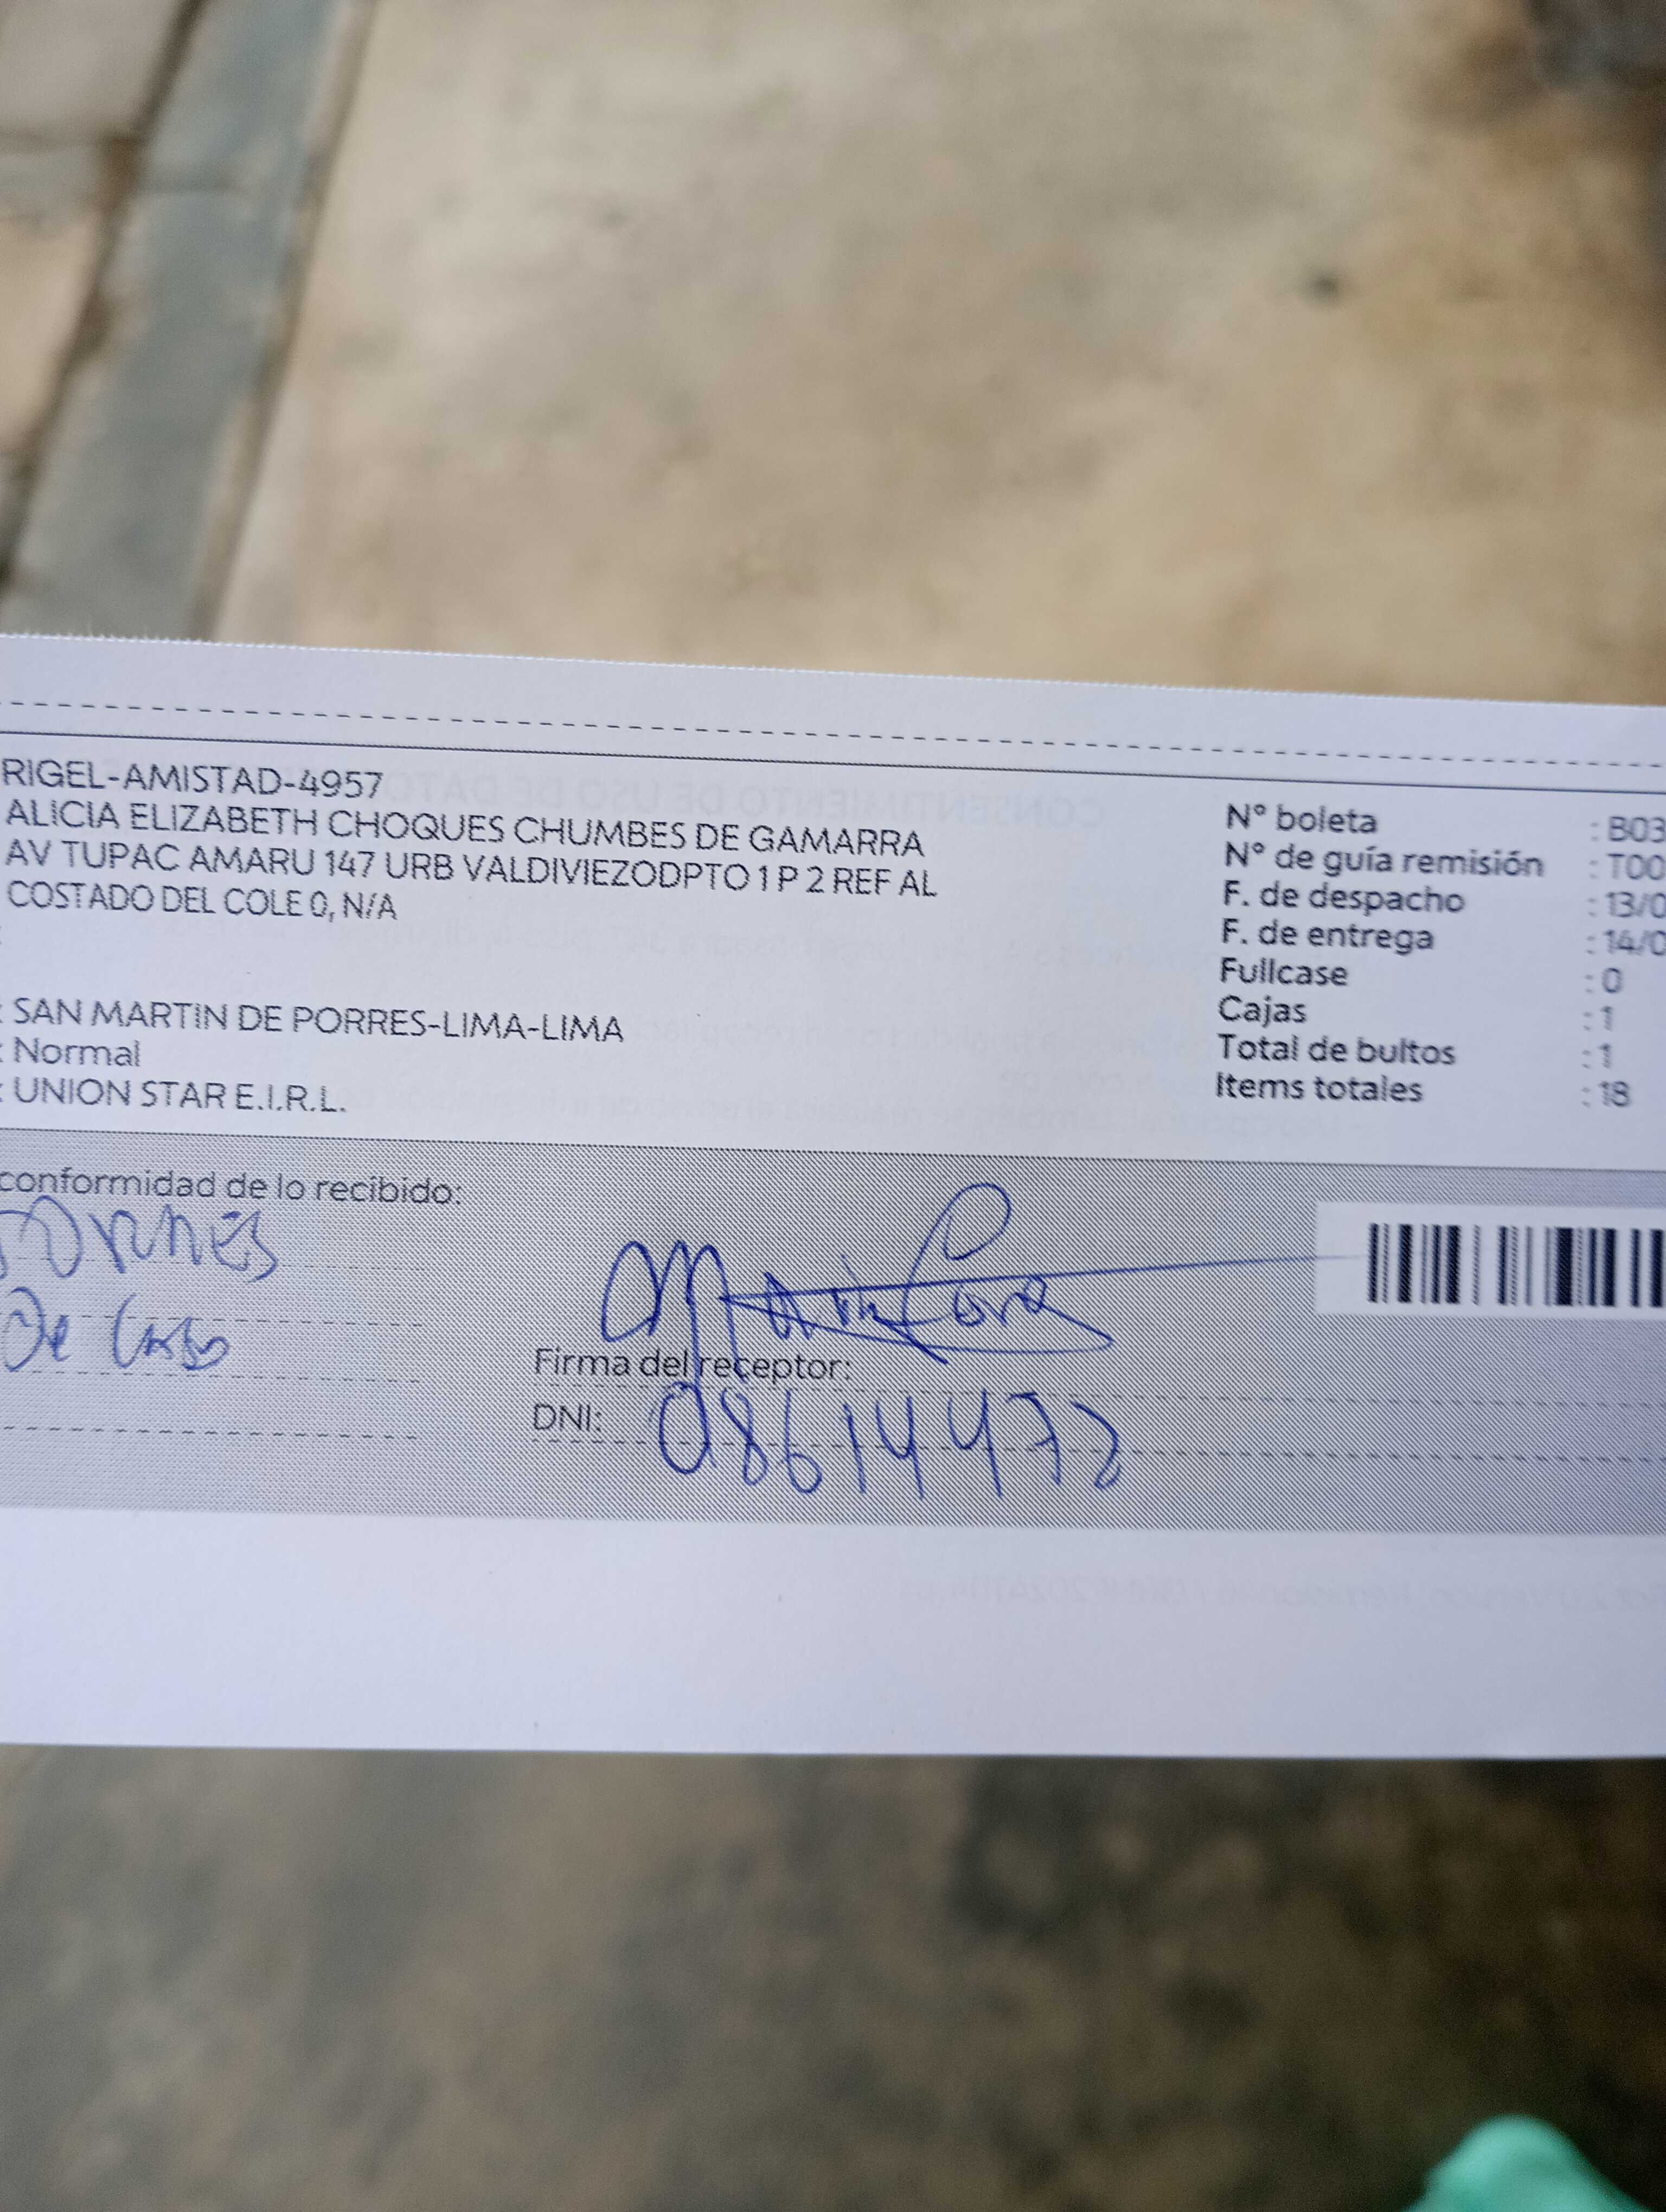 RIGEL-AMISTAD-4957
ALICIA ELIZABETH CHOQUES CHUMBES DE GAMARRA
AV TUPAC AMARU 147 URB VALDIVIEZODPTO 1 P 2 REF AL
COSTADO DEL COLE 0, N/A
:
: SAN MARTIN DE PORRES-LIMA-LIMA
: Normal
: UNION STAR E.I.R.L.
N° boleta : B03
N° de guía remisión : T00
F. de despacho : 13/0
F. de entrega : 14/0
Fullcase : 0
Cajas : 1
Total de bultos : 1
Items totales : 18
conformidad de lo recibido:
De
Firma del receptor:
DNI: 08614472